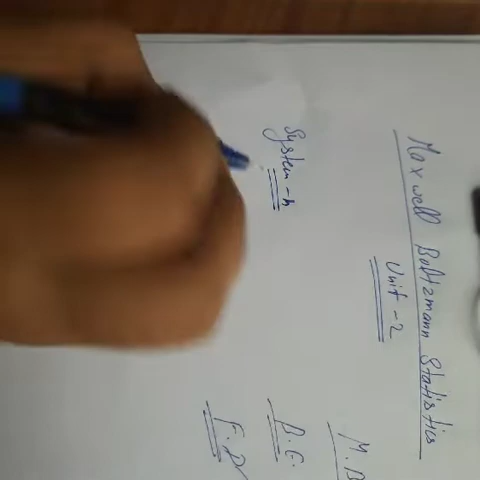 Maxwell Boltzmann Statistics
Unit-2
M.B
B.E.
System-h
F.D